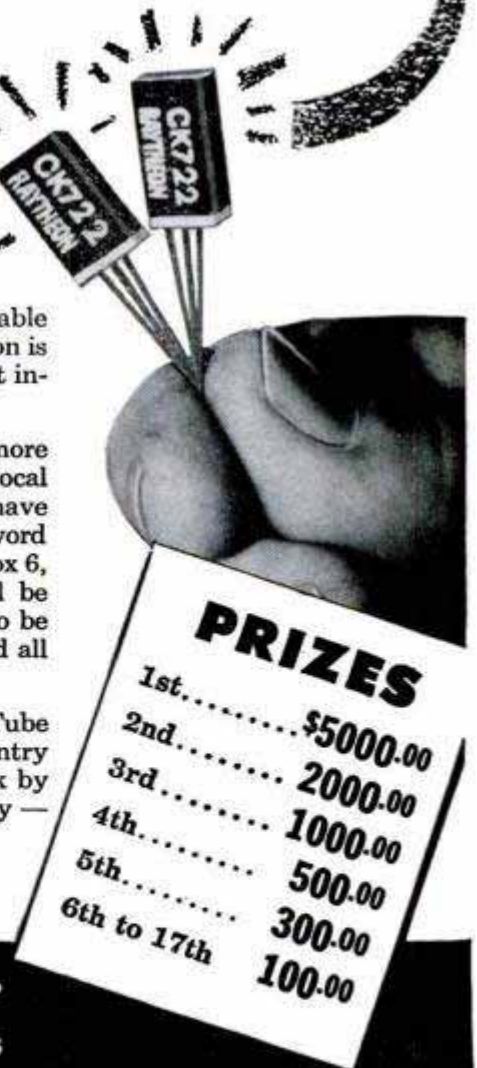 CK722
RAYTHEON
CK722
RAYTHEON
able
on is
t in-
more
ocal
have
word
ox 6,
l be
o be
d all
Tube
ntry
k by
y —
PRIZES
1st.........$5000.00
2nd........ 2000.00
3rd........ 1000.00
4th......... 500.00
5th......... 300.00
6th to 17th 100.00